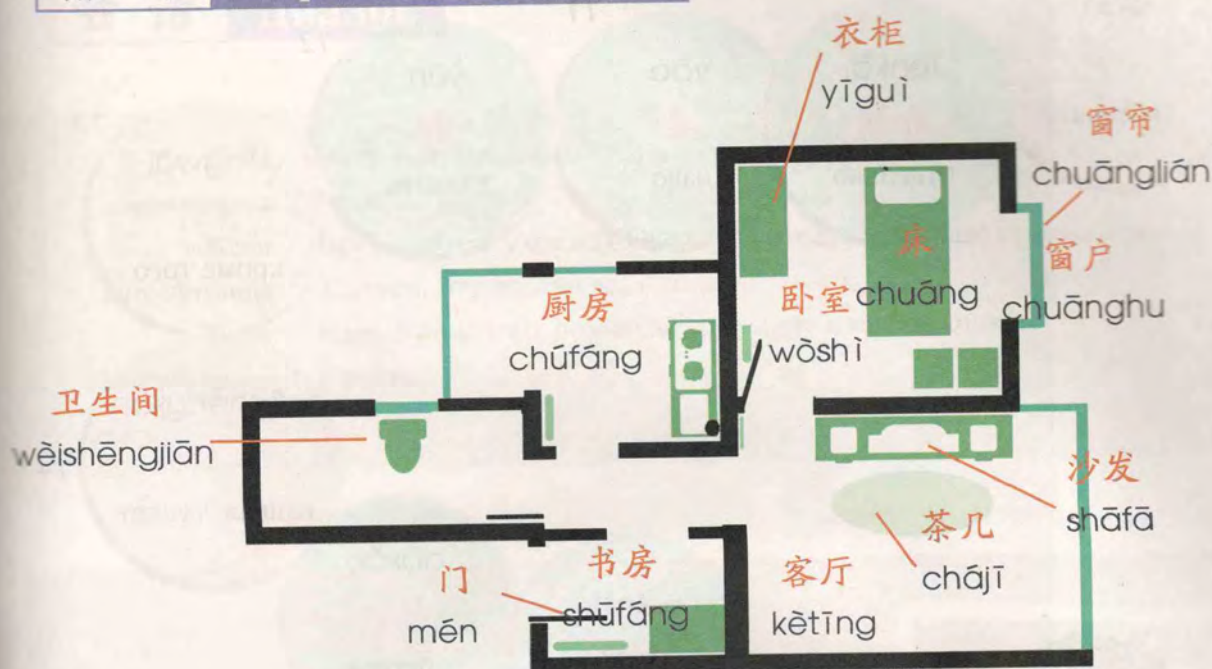 衣柜
yīguì
窗帘
chuānglián
窗户
chuānghu
床
chuáng
卧室
wòshì
厨房
chúfáng
卫生间
wèishēngjiān
沙发
shāfā
茶几
chájī
客厅
kètīng
书房
shūfáng
门
mén